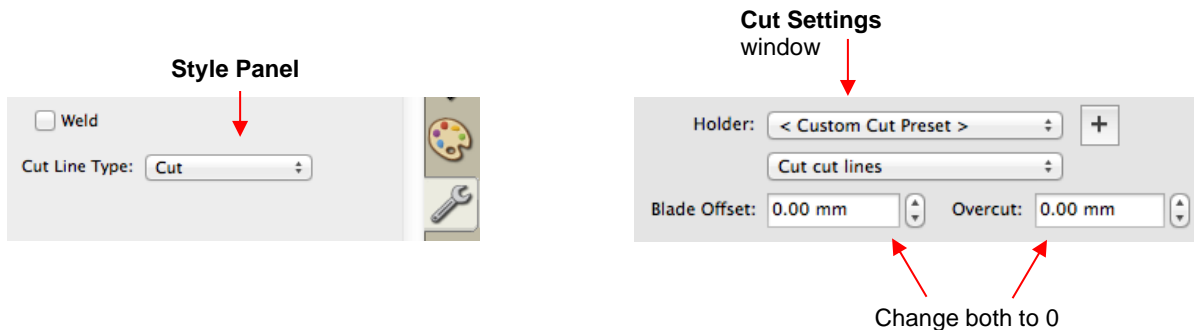 Style Panel
Weld
Cut Line Type: Cut
Cut Settings
window
Holder: < Custom Cut Preset > +
Cut cut lines
Blade Offset: 0.00 mm Overcut: 0.00 mm
Change both to 0